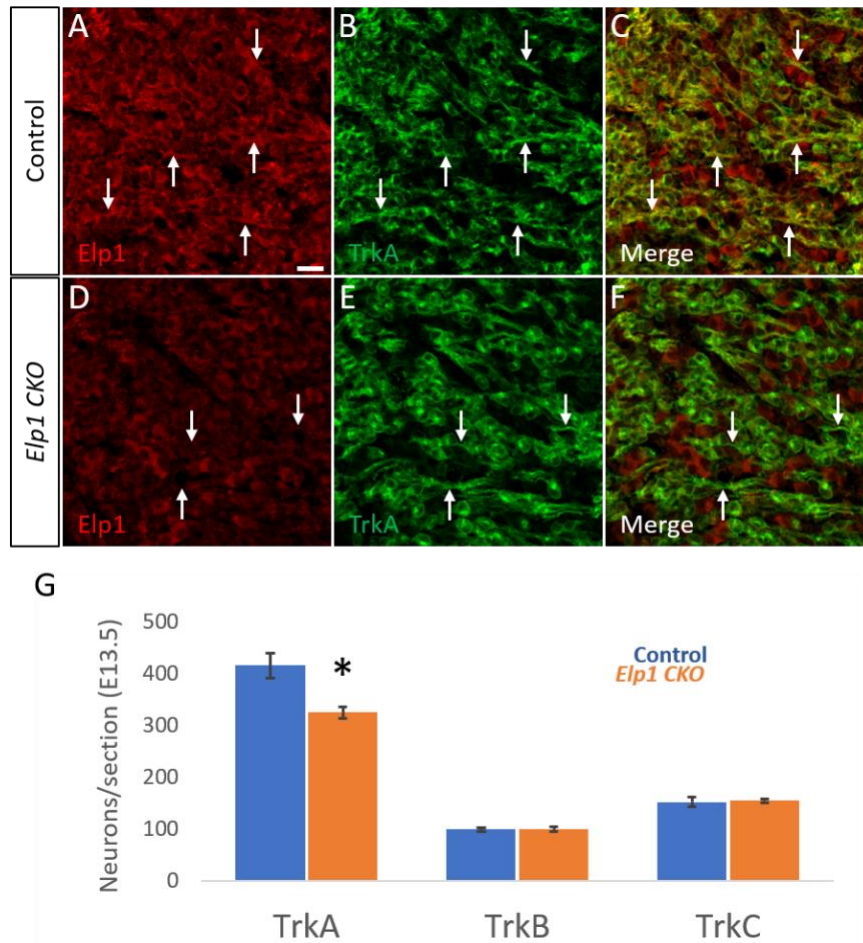 A
B
C
Control
Elp1
TrkA
Merge
D
E
F
Elp1 CKO
Elp1
TrkA
Merge
G
Neurons/section (E13.5)
500
400
300
200
100
0
*
Control
Elp1 CKO
TrkA
TrkB
TrkC